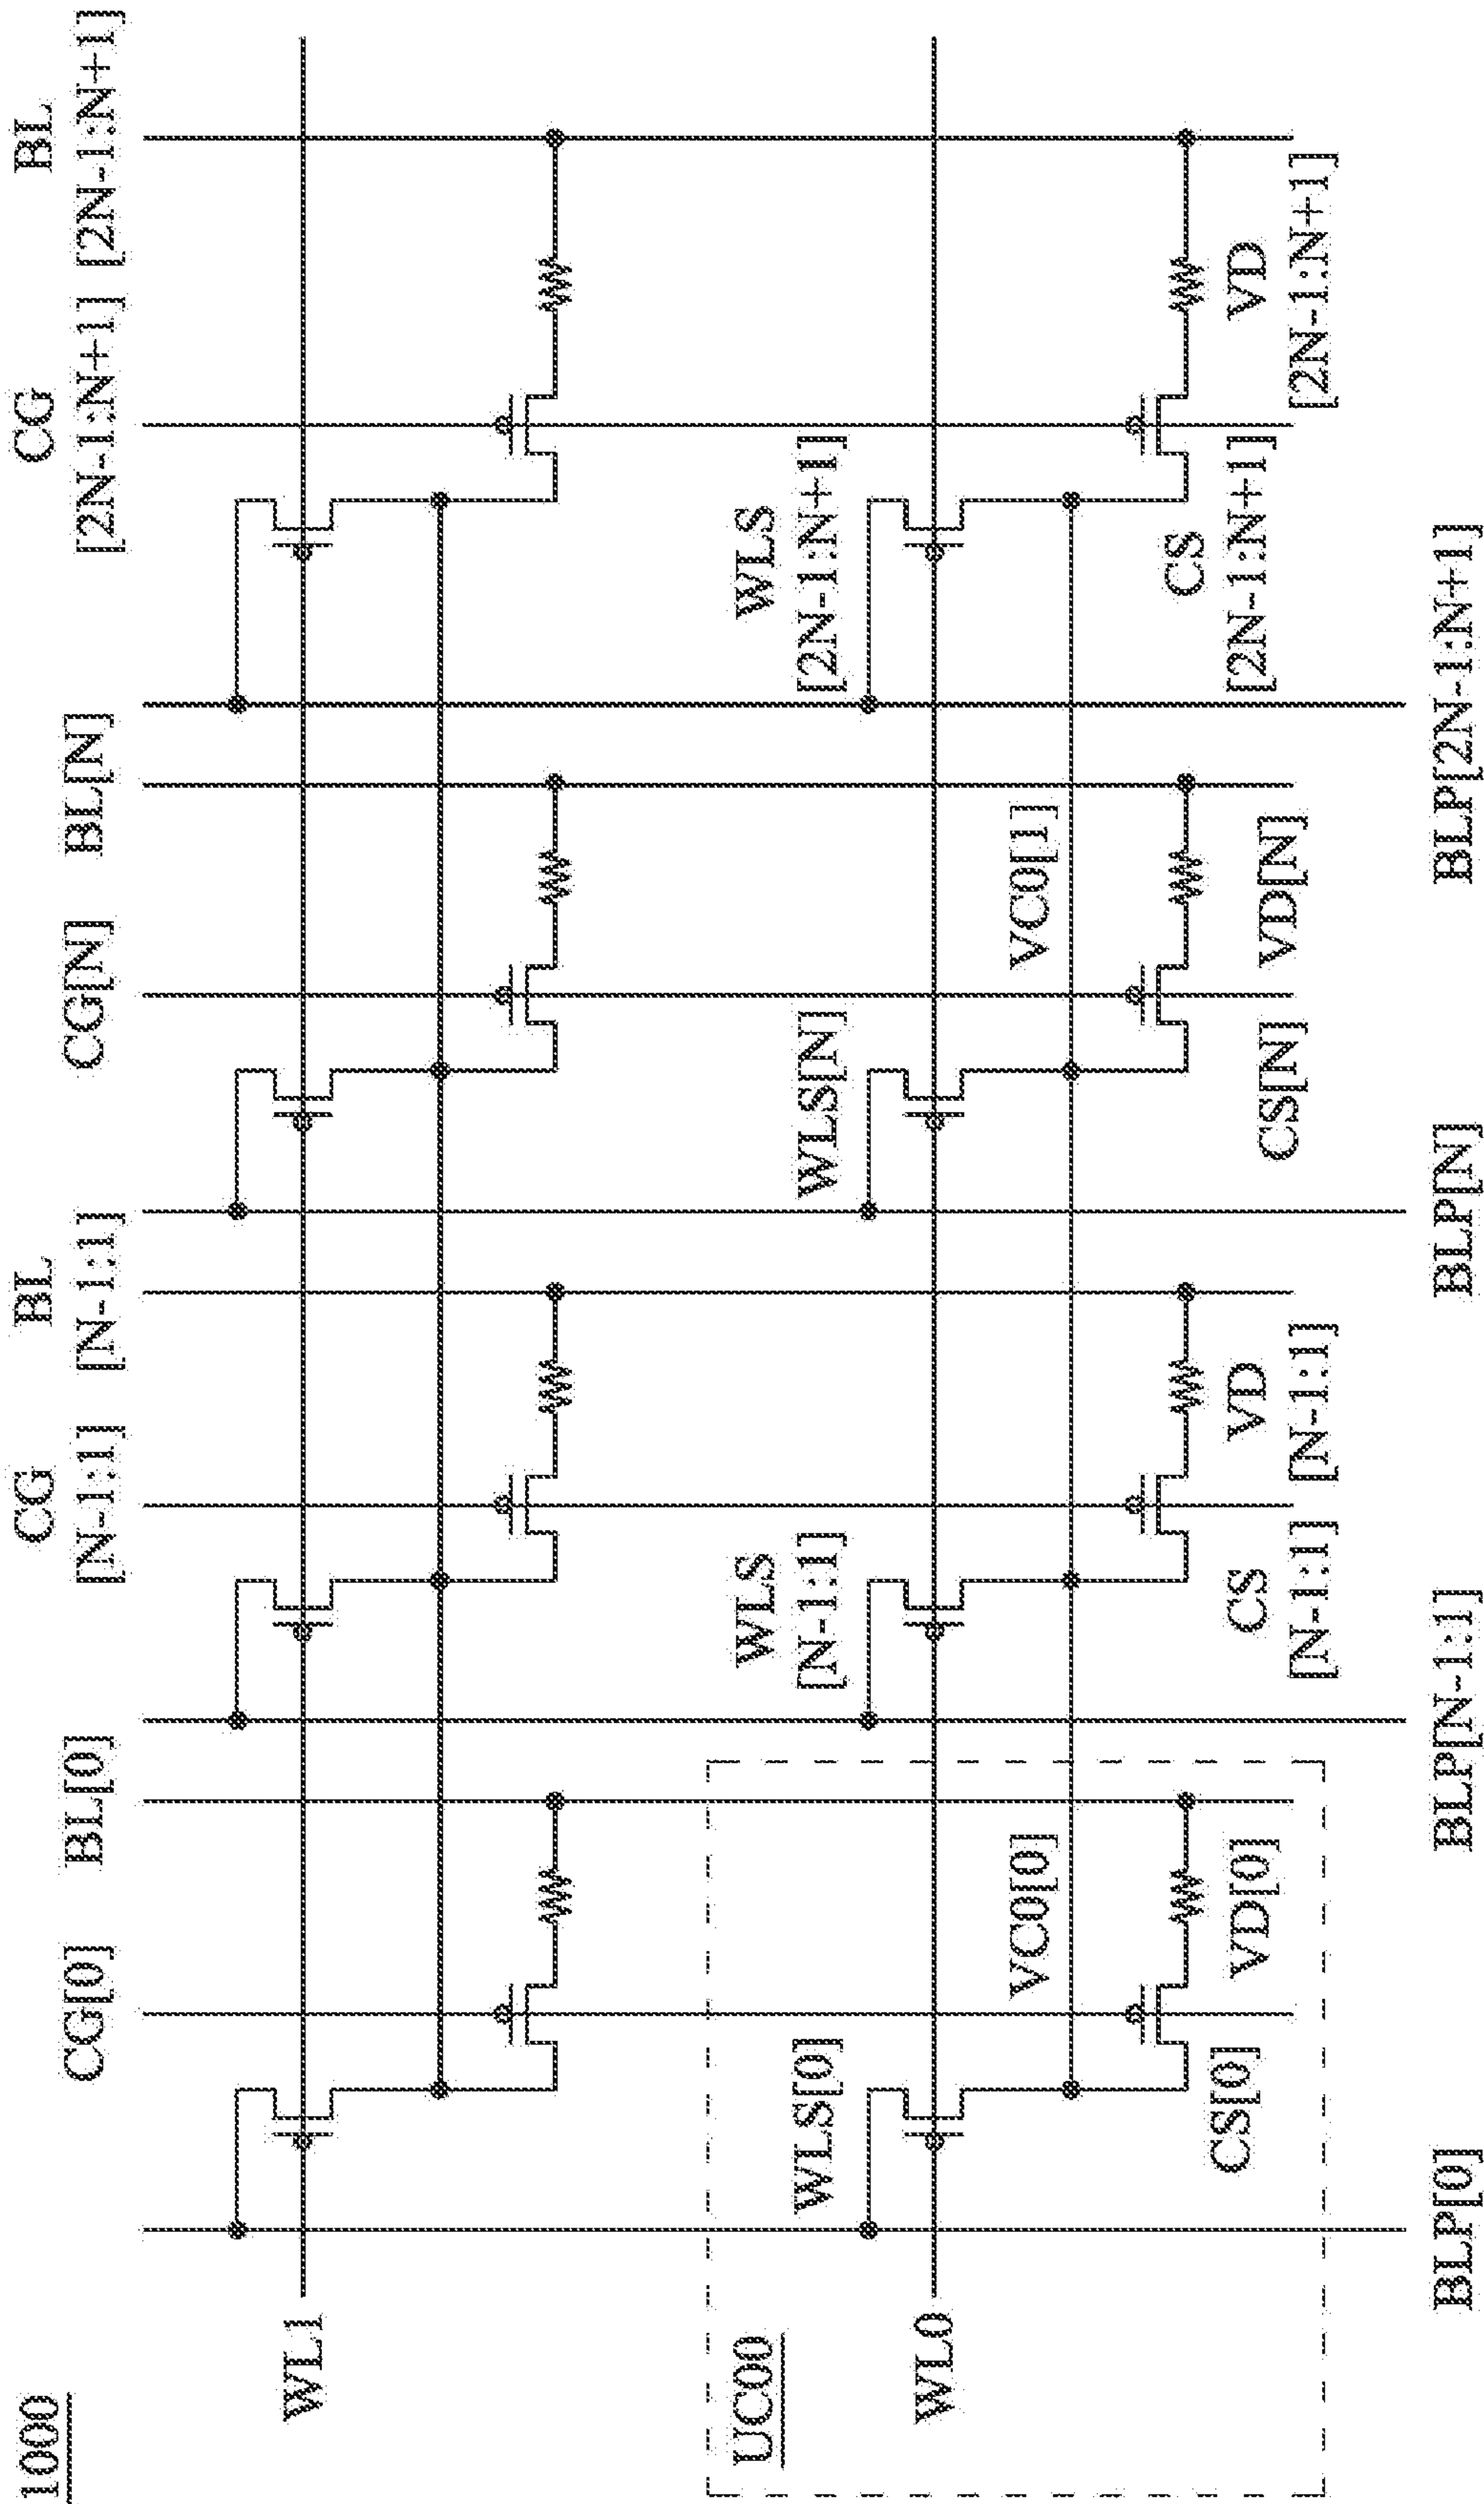 1000
CG[0]
BL[0]
CG
[N-1:1]
BL
[N-1:1]
CG[N]
BL[N]
CG
[2N-1:N+1]
BL
[2N-1:N+1]
WL1
UC00
WLS[0]
WLS
[N-1:1]
WLS[N]
WLS
[2N-1:N+1]
WL0
VC0[0]
VC0[1]
CS[0]
VD[0]
CS
[N-1:1]
VD
[N-1:1]
CS[N]
VD[N]
CS
[2N-1:N+1]
VD
[2N-1:N+1]
BLP[0]
BLP[N-1:1]
BLP[N]
BLP[2N-1:N+1]